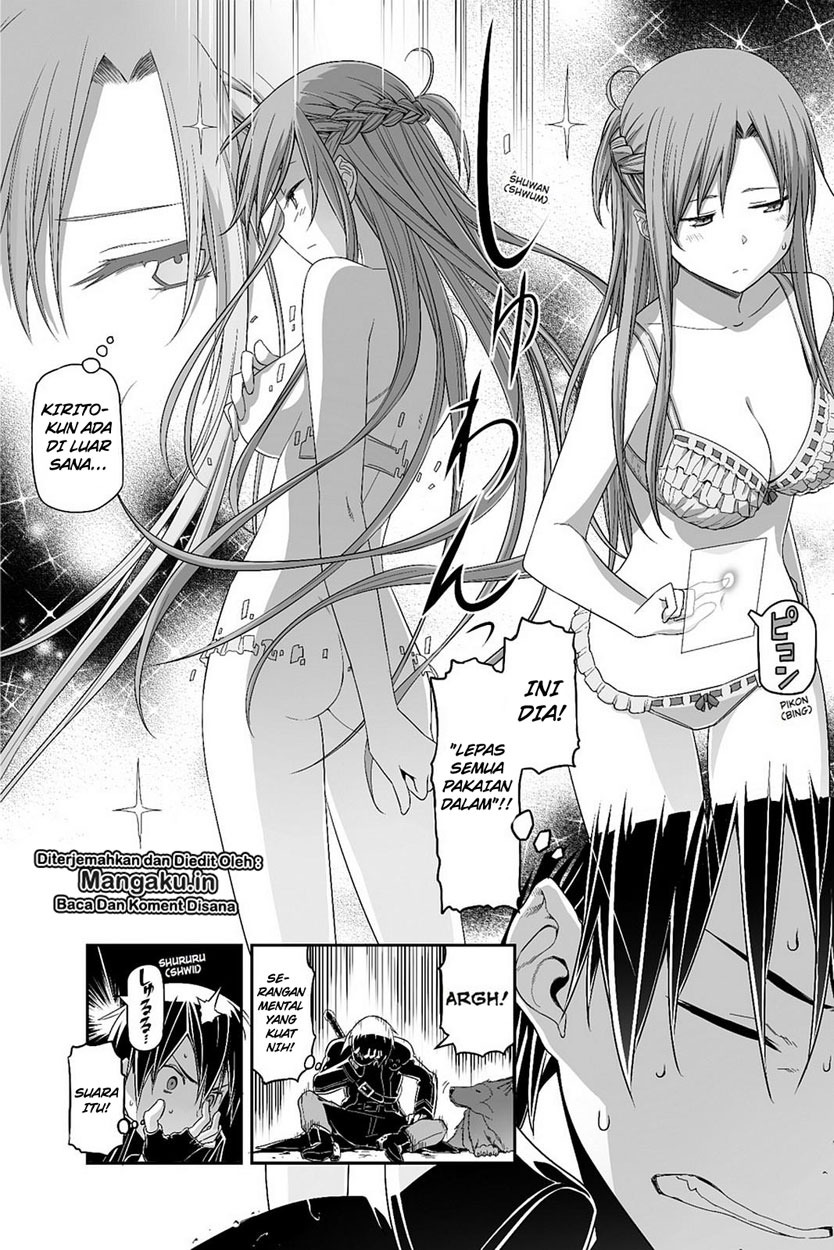 しゅわん
SHUWAN
(SHWUM)
KIRITO-
KUN ADA
DI LUAR
SANA...
ピョン
PIKON
(BING)
INI
DIA!
"LEPAS
SEMUA
PAKAIAN
DALAM"!!
Diterjemahkan dan Diedit Oleh :
Mangaku.in
Baca Dan Koment Disana
ARGH!
SE-
RANGAN
MENTAL
YANG
KUAT
NIH!
SHURURU
(SHWII)
しゅるる…
SUARA
ITU!